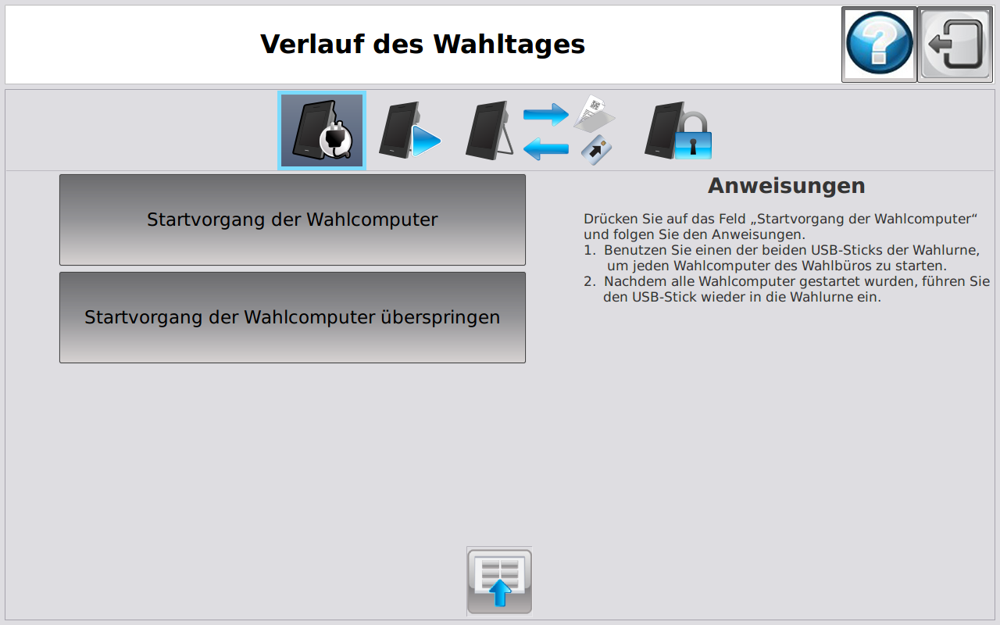 Verlauf des Wahltages
Startvorgang der Wahlcomputer
Startvorgang der Wahlcomputer überspringen
Anweisungen
Drücken Sie auf das Feld „Startvorgang der Wahlcomputer“
und folgen Sie den Anweisungen.
1. Benutzen Sie einen der beiden USB-Sticks der Wahlurne,
um jeden Wahlcomputer des Wahlbüros zu starten.
2. Nachdem alle Wahlcomputer gestartet wurden, führen Sie
den USB-Stick wieder in die Wahlurne ein.